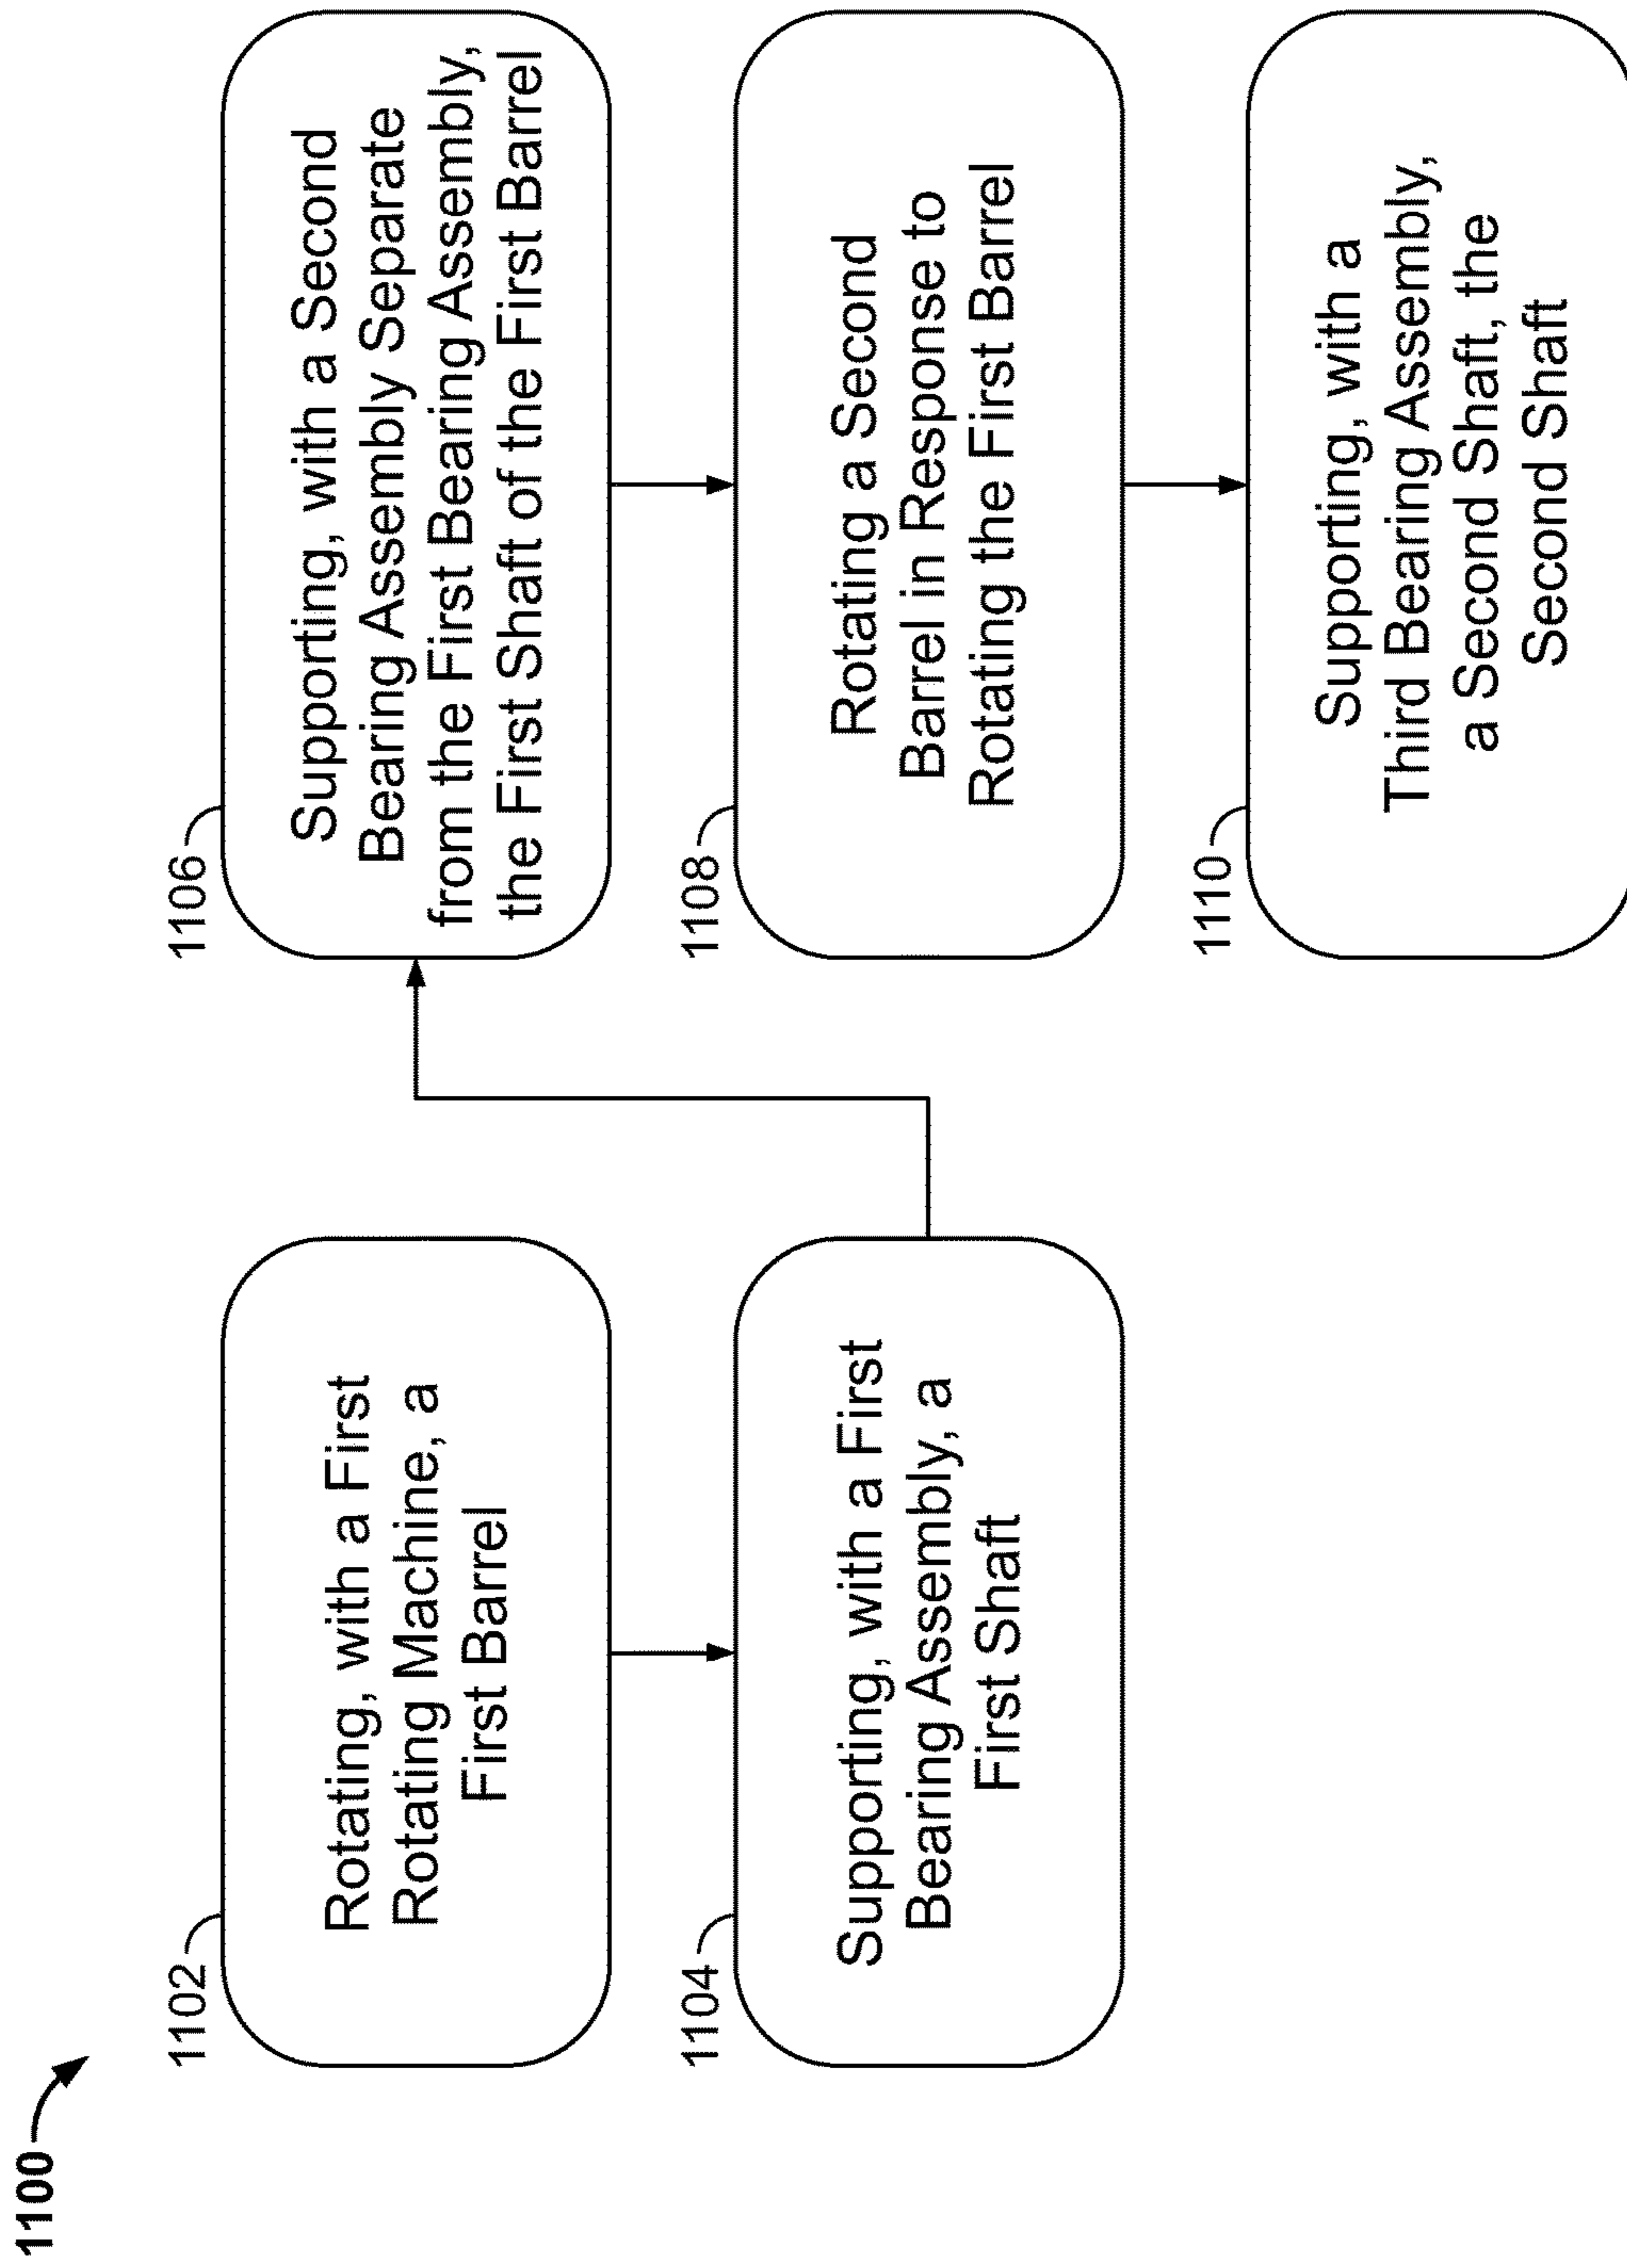 1100
1102
Rotating, with a First
Rotating Machine, a
First Barrel
1104
Supporting, with a First
Bearing Assembly, a
First Shaft
1106
Supporting, with a Second
Bearing Assembly Separate
from the First Bearing Assembly,
the First Shaft of the First Barrel
1108
Rotating a Second
Barrel in Response to
Rotating the First Barrel
1110
Supporting, with a
Third Bearing Assembly,
a Second Shaft, the
Second Shaft